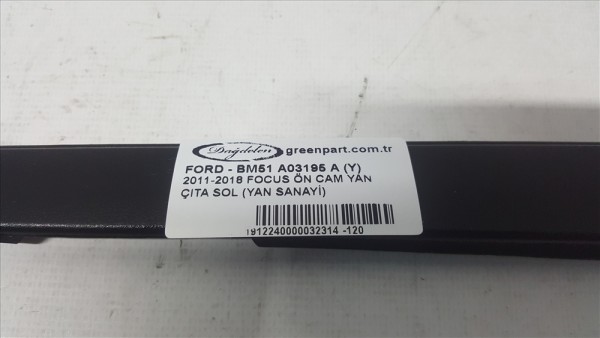 Dağdelen greenpart.com.tr
FORD - BM51 A03195 A (Y)
2011-2018 FOCUS ÖN CAM YAN
ÇITA SOL (YAN SANAYİ)
1912240000032314 -120